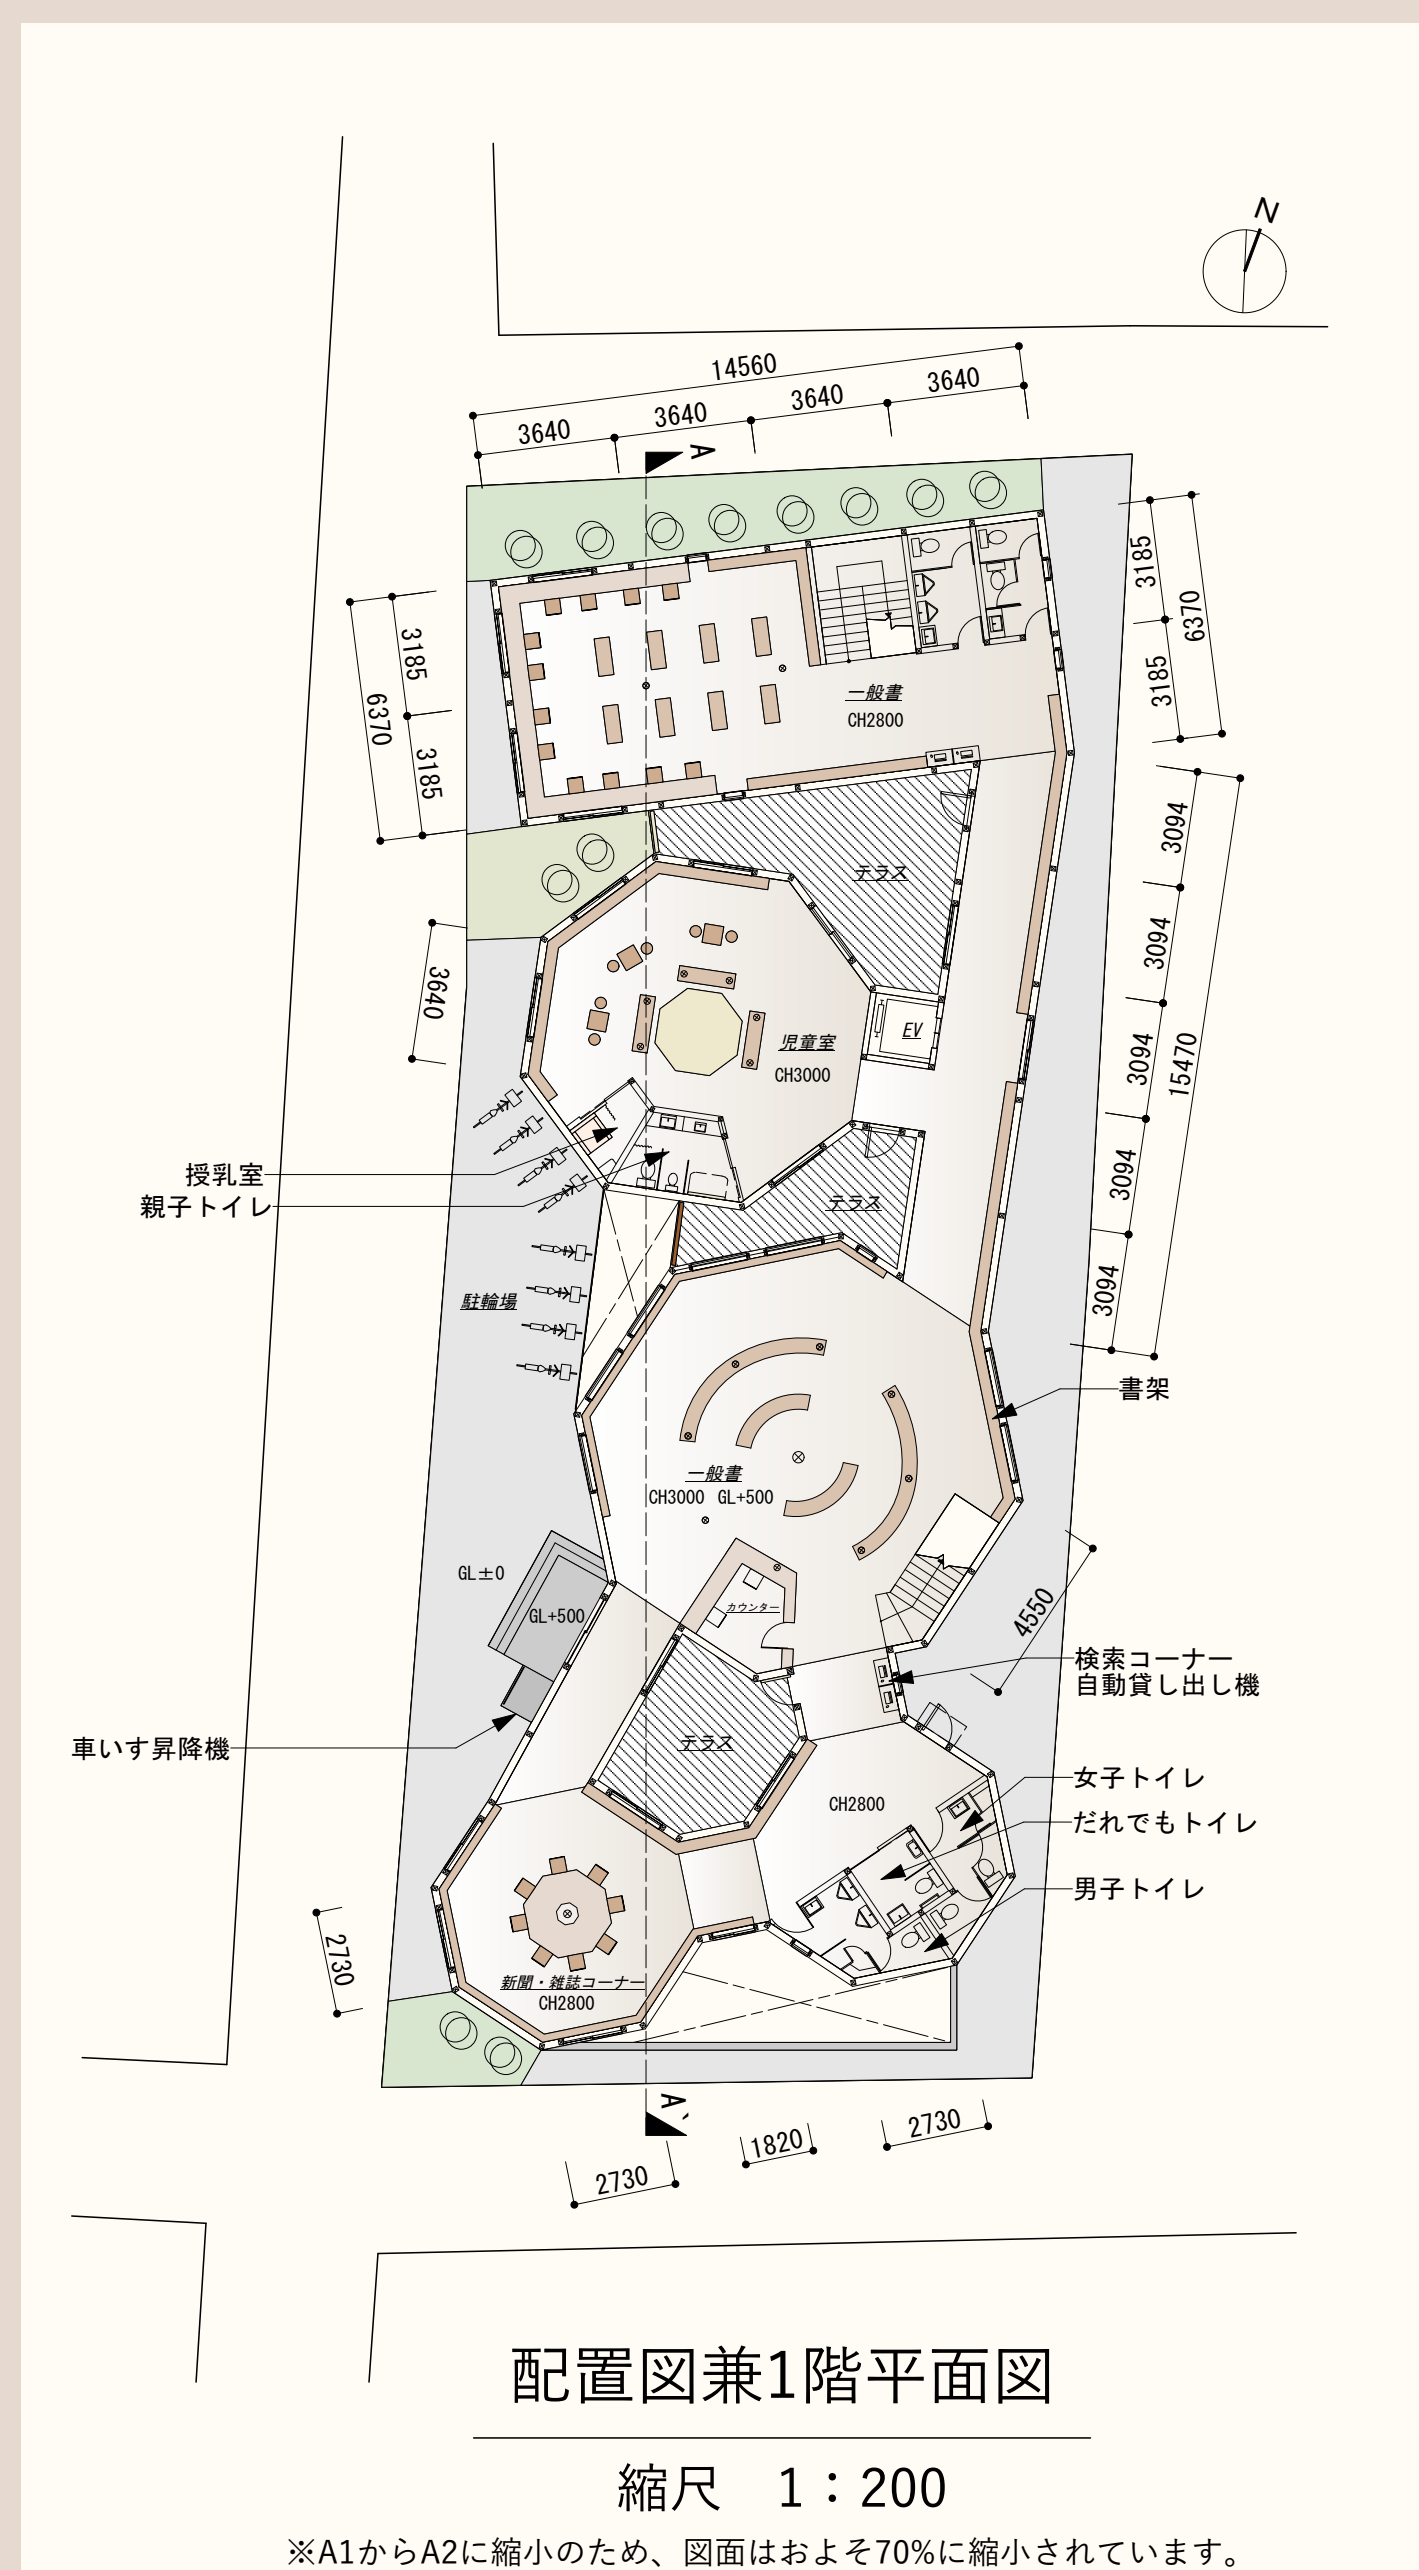 N
14560
3640
3640
3640
3640
A
3185
6370
3185
3185
6370
3185
一般書
CH2800
テラス
3094
3094
3094
3094
3094
15470
3640
児童室
CH3000
EV
授乳室
親子トイレ
テラス
駐輪場
書架
一般書
CH3000 GL+500
GL±0
GL+500
カウンター
4550
検索コーナー
自動貸し出し機
車いす昇降機
テラス
女子トイレ
CH2800
だれでもトイレ
男子トイレ
2730
新聞・雑誌コーナー
CH2800
A`
2730
1820
2730
配置図兼1階平面図
縮尺 1：200
※A1からA2に縮小のため、図面はおよそ70%に縮小されています。